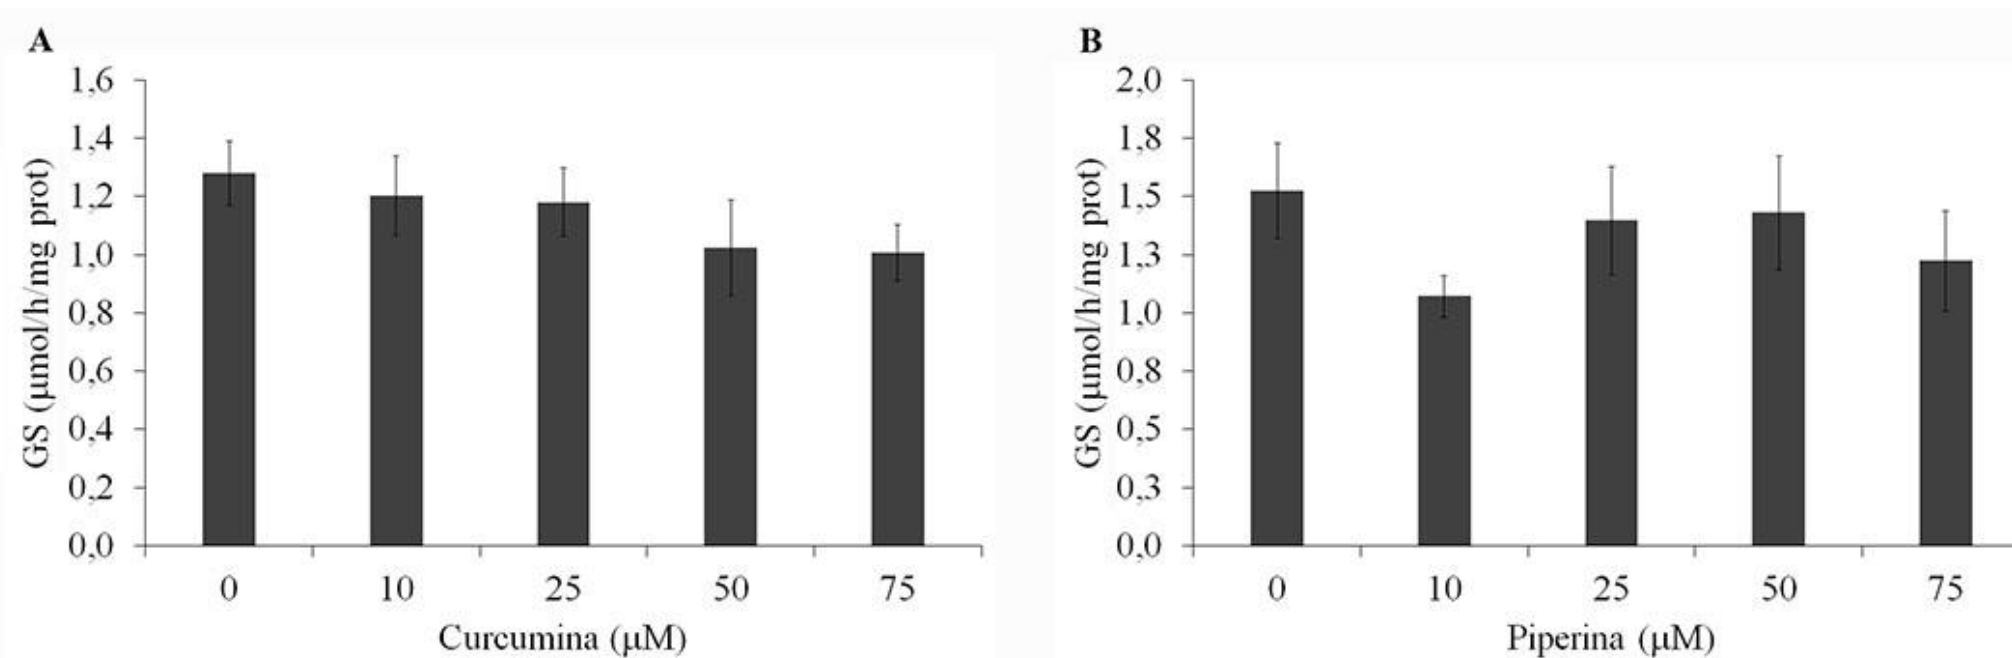 A
GS (μmol/h/mg prot)
1,6
1,4
1,2
1,0
0,8
0,6
0,4
0,2
0,0
0 10 25 50 75
Curcumina (μM)
B
GS (μmol/h/mg prot)
2,0
1,8
1,5
1,3
1,0
0,8
0,5
0,3
0,0
0 10 25 50 75
Piperina (μM)